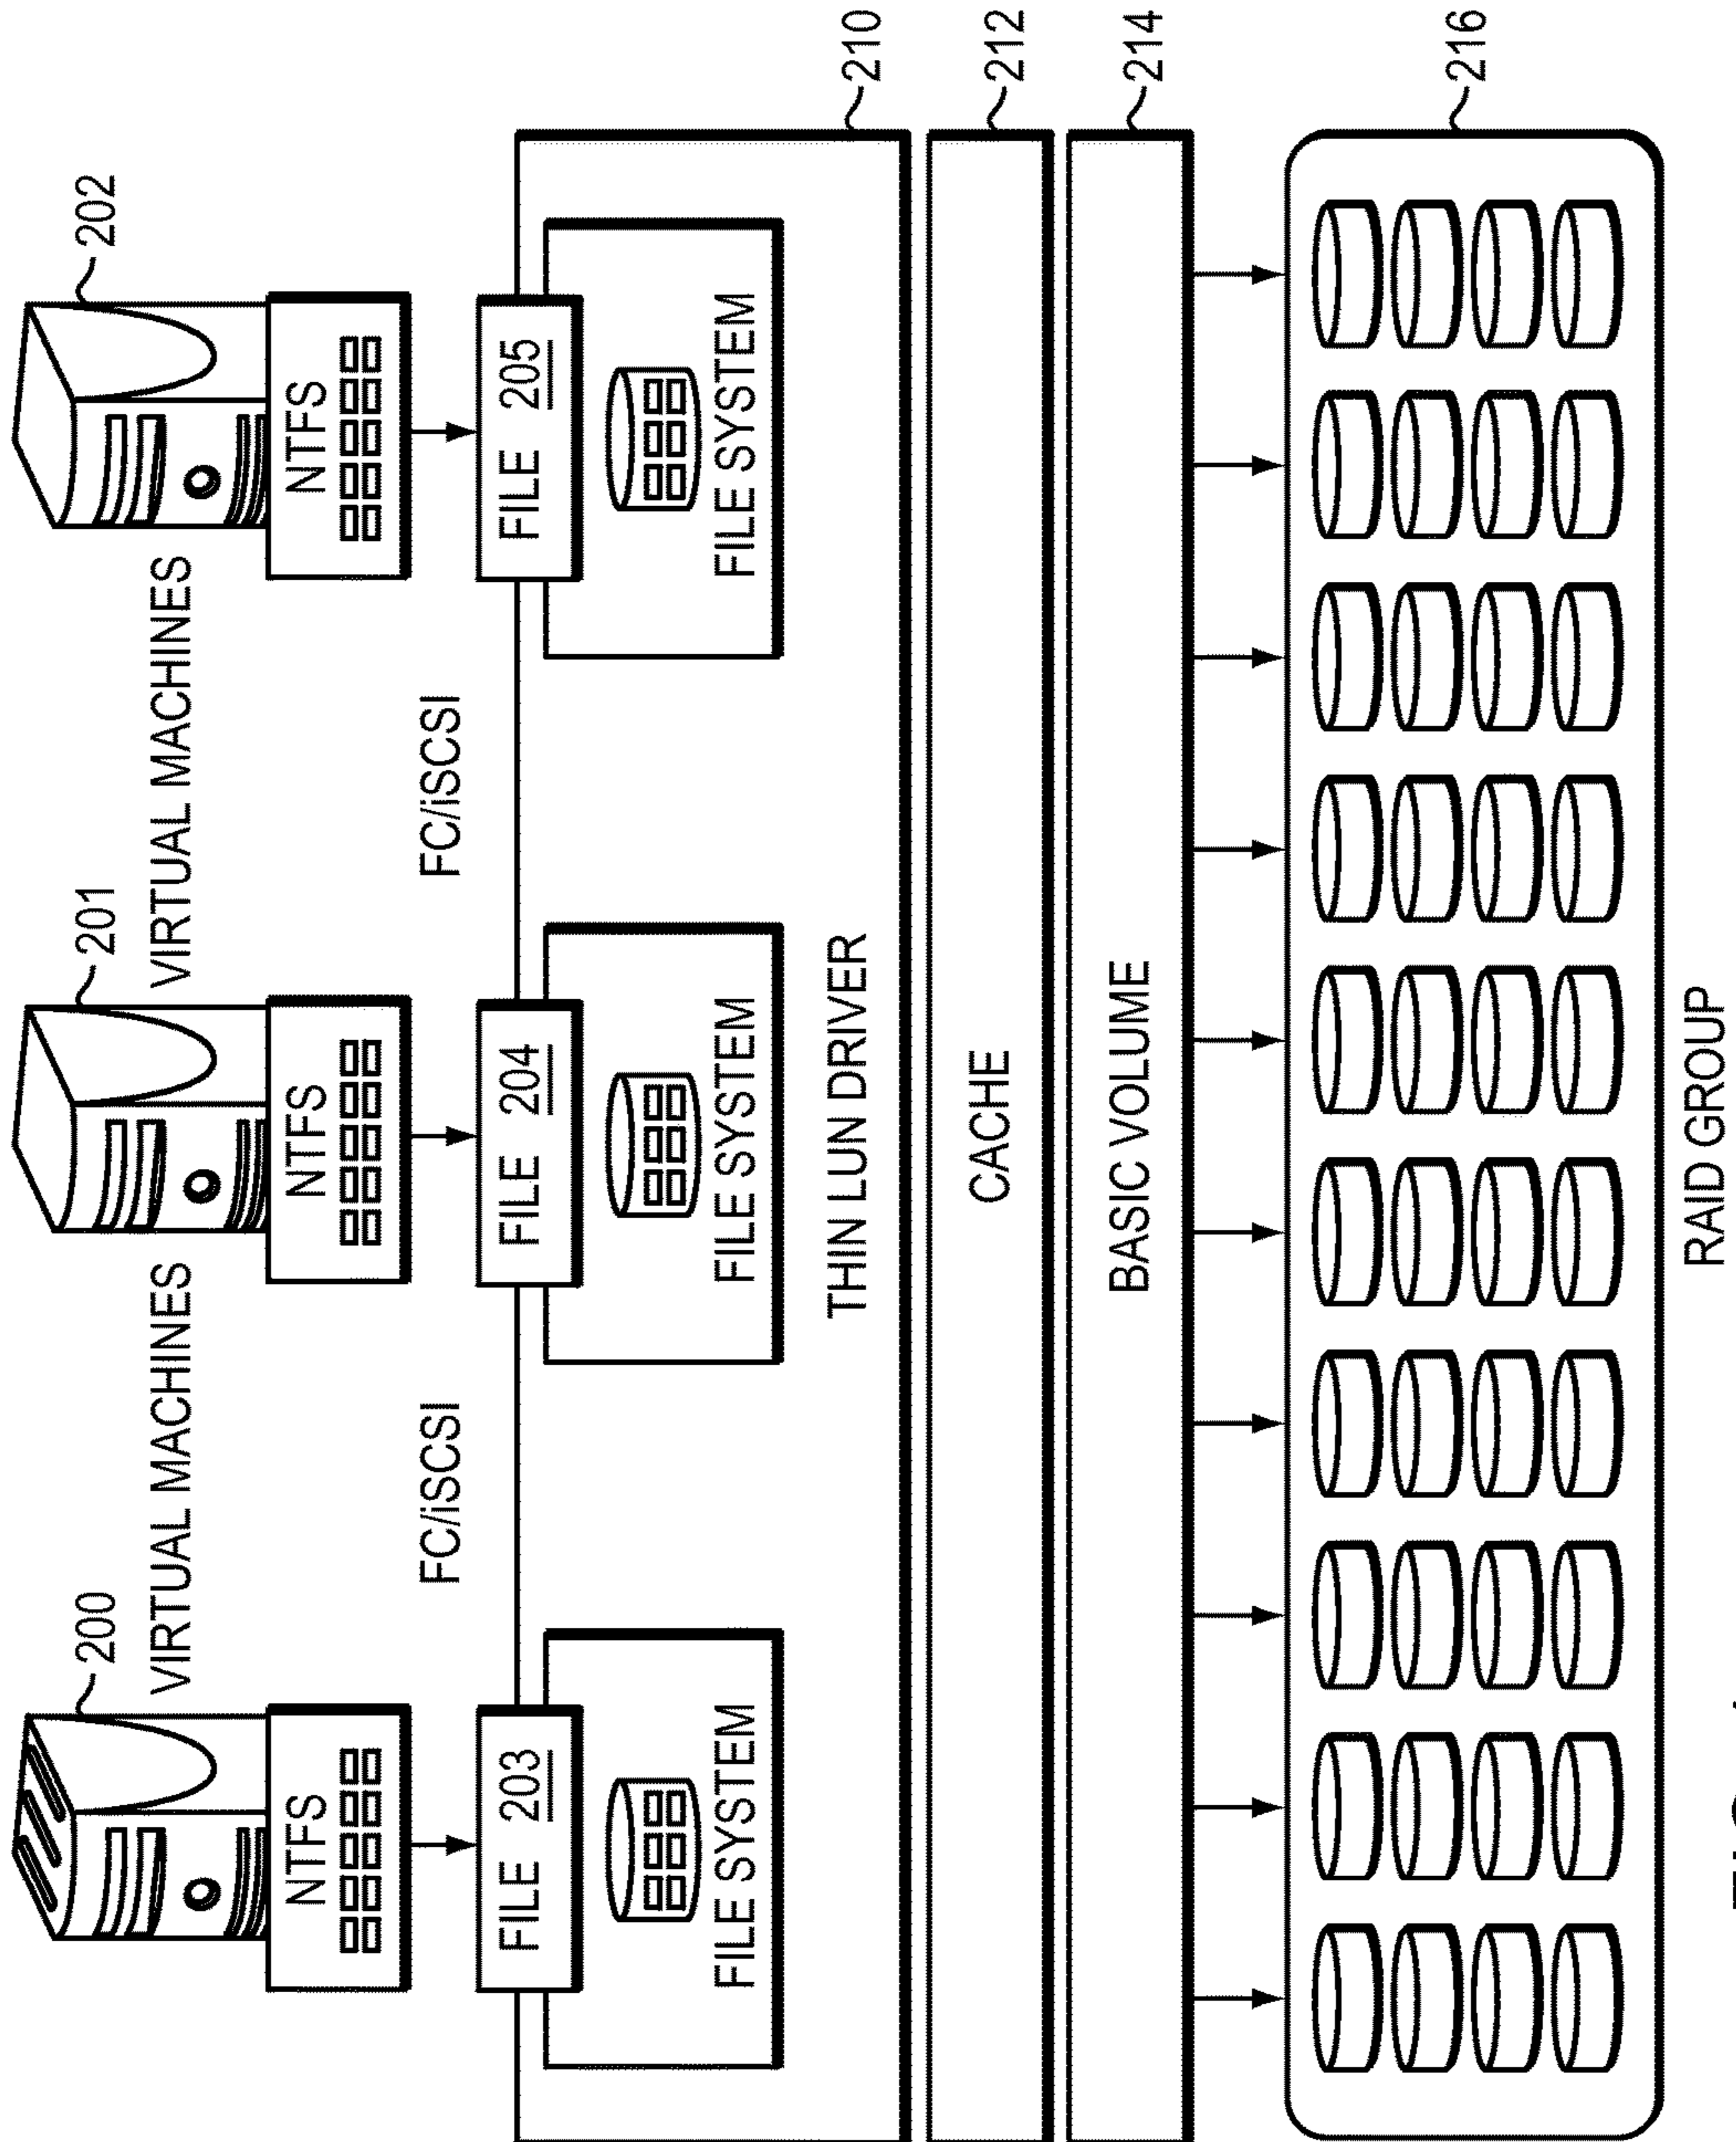 200
201
202
VIRTUAL MACHINES
VIRTUAL MACHINES
NTFS
NTFS
NTFS
FC/iSCSI
FC/iSCSI
FILE 203
FILE 204
FILE 205
FILE SYSTEM
FILE SYSTEM
FILE SYSTEM
THIN LUN DRIVER
210
CACHE
212
BASIC VOLUME
214
216
RAID GROUP